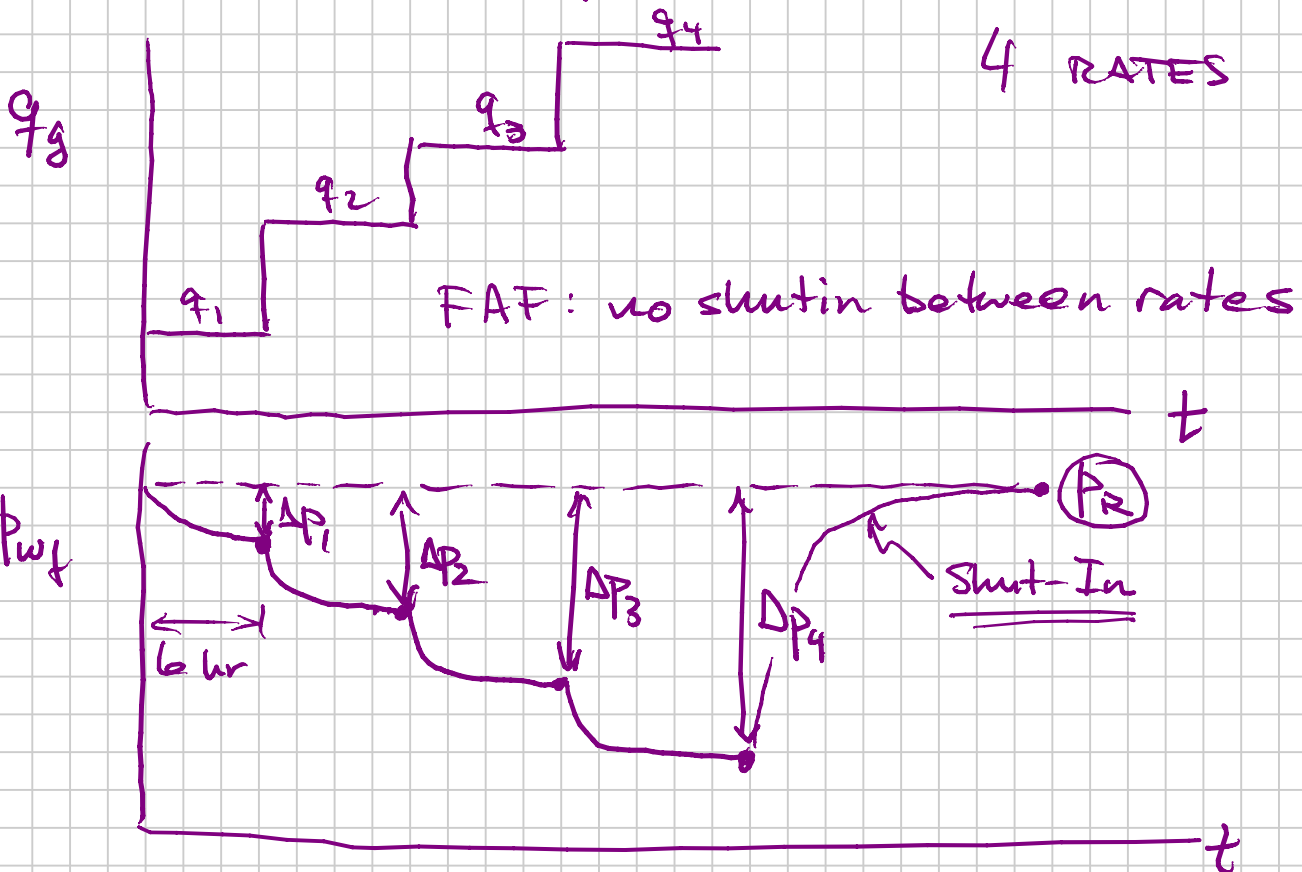 q4
4 RATES
qg
q3
q2
q1
FAF: no shutin between rates
t
PR
Δp1
Pwf
Δp2
Δp3
Shut-In
Δp4
6 hr
t